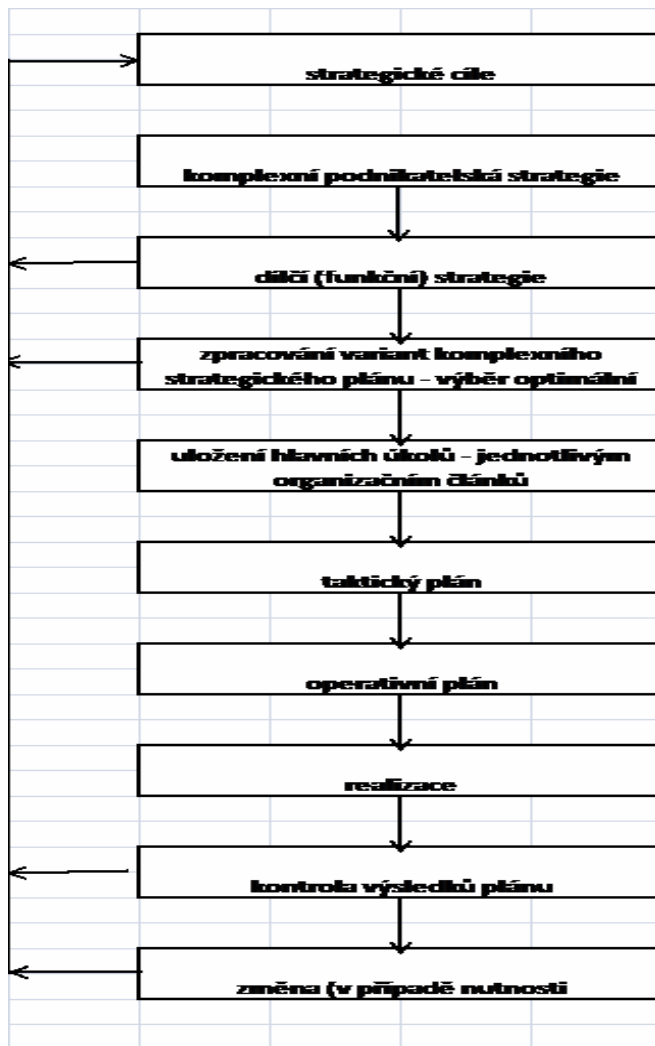 strategické cíle
komplexní podnikatelská strategie
dílčí (funkční) strategie
zpracování variant komplexního
strategického plánu - výběr optimální
uložení hlavních úkolů - jednotlivým
organizačním článků
taktický plán
operativní plán
realizace
kontrola výsledků plánu
změna (v případě nutnosti